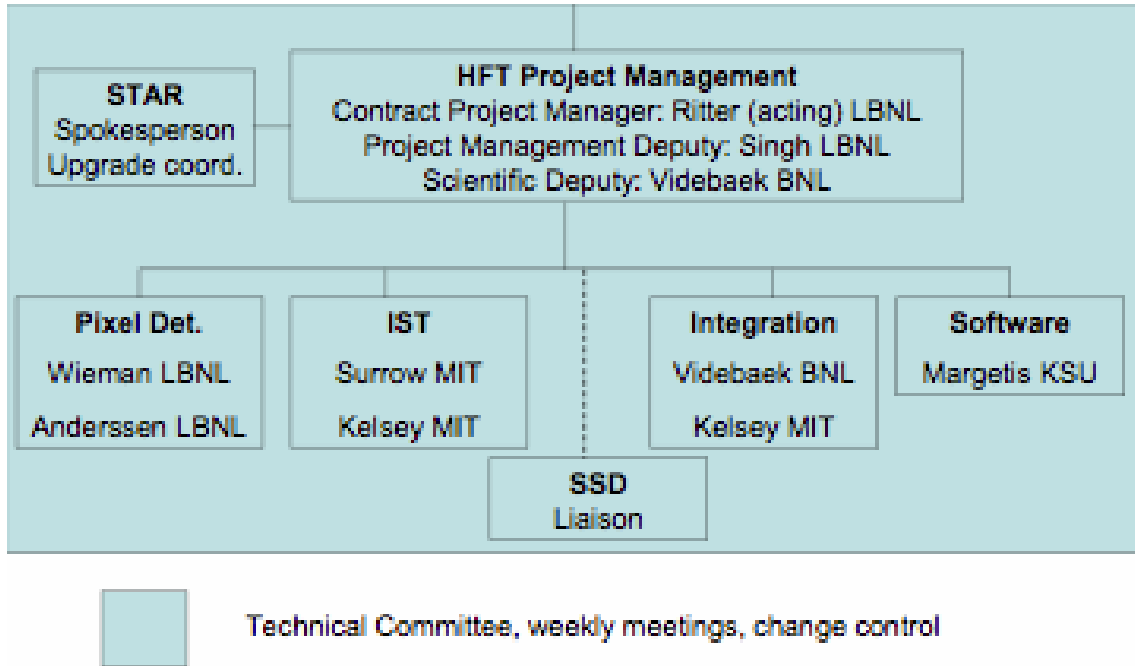 STAR
Spokesperson
Upgrade coord.
HFT Project Management
Contract Project Manager: Ritter (acting) LBNL
Project Management Deputy: Singh LBNL
Scientific Deputy: Videbaek BNL
Pixel Det.
Wieman LBNL
Anderssen LBNL
IST
Surrow MIT
Kelsey MIT
Integration
Videbaek BNL
Kelsey MIT
Software
Margetis KSU
SSD
Liaison
Technical Committee, weekly meetings, change control